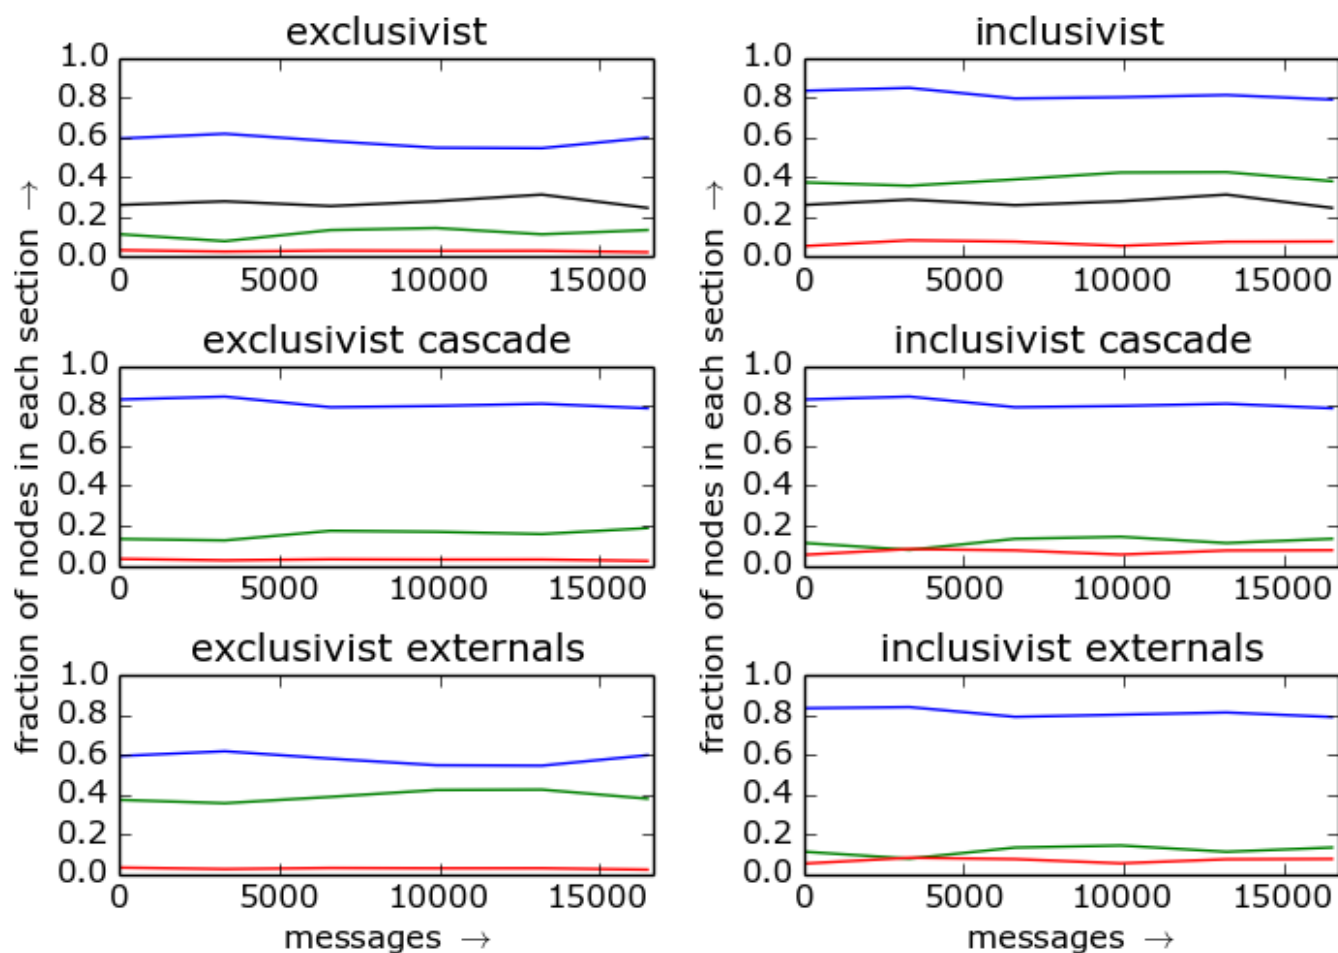 exclusivist
1.0
0.8
0.6
0.4
0.2
0.0
0 5000 10000 15000
inclusivist
1.0
0.8
0.6
0.4
0.2
0.0
0 5000 10000 15000
exclusivist cascade
1.0
0.8
0.6
0.4
0.2
0.0
0 5000 10000 15000
inclusivist cascade
1.0
0.8
0.6
0.4
0.2
0.0
0 5000 10000 15000
exclusivist externals
1.0
0.8
0.6
0.4
0.2
0.0
0 5000 10000 15000
messages →
inclusivist externals
1.0
0.8
0.6
0.4
0.2
0.0
0 5000 10000 15000
messages →
fraction of nodes in each section →
fraction of nodes in each section →